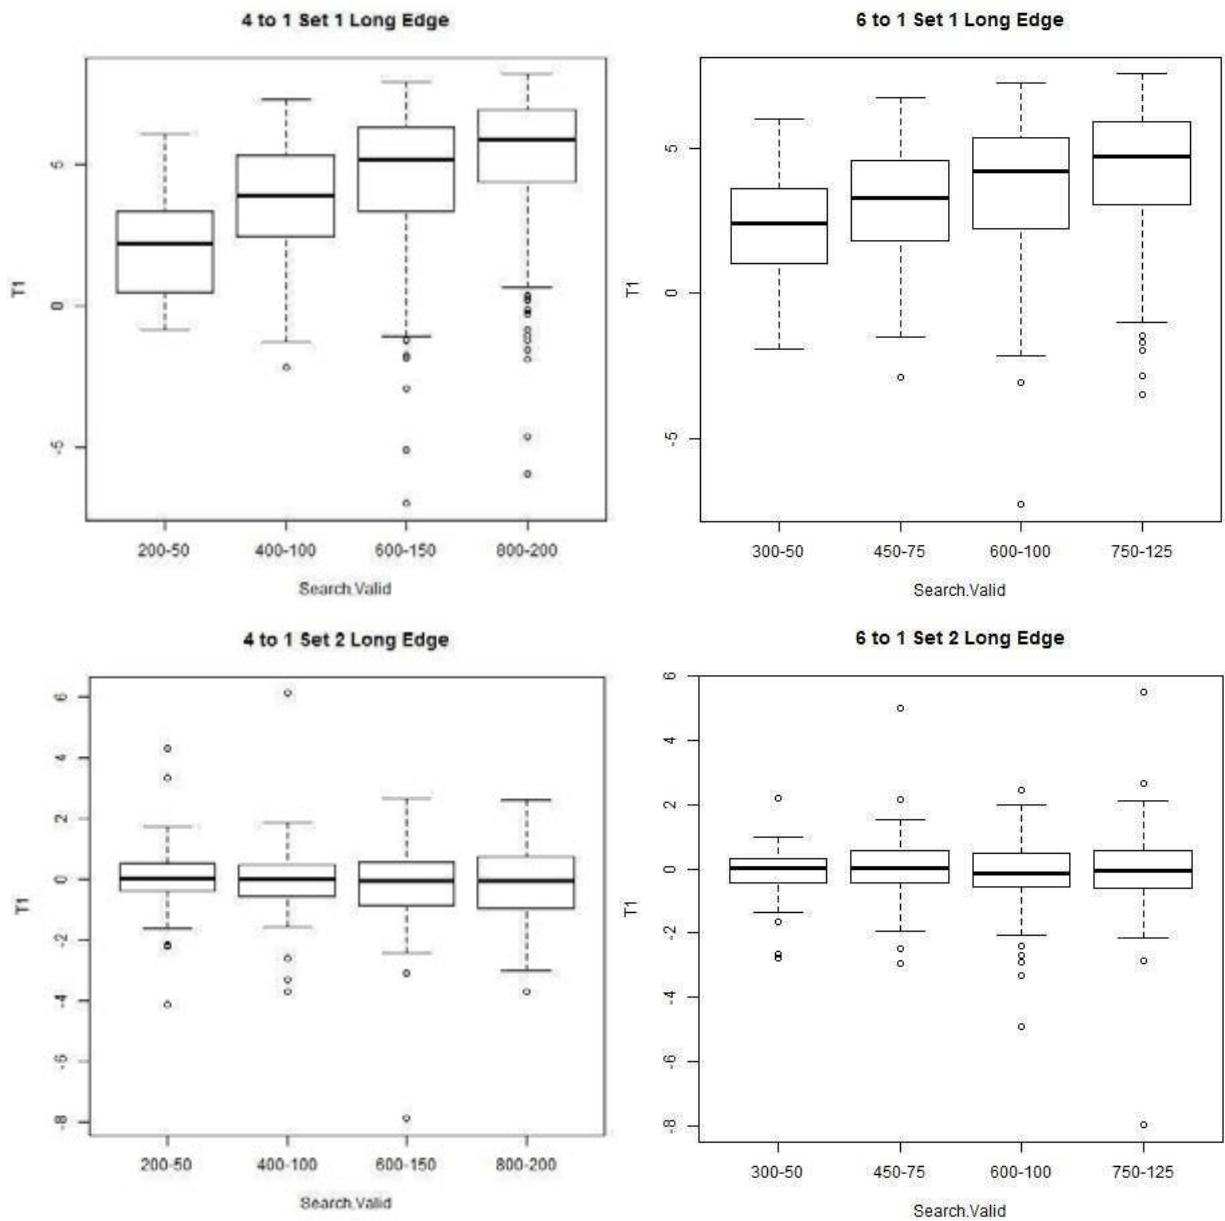 4 to 1 Set 1 Long Edge
T1
5
0
-5
200-50 400-100 600-150 800-200
Search.Valid
6 to 1 Set 1 Long Edge
T1
5
0
-5
300-50 450-75 600-100 750-125
Search.Valid
4 to 1 Set 2 Long Edge
T1
6
4
2
0
-2
-4
-6
-8
200-50 400-100 600-150 800-200
Search.Valid
6 to 1 Set 2 Long Edge
T1
6
4
2
0
-2
-4
-6
-8
300-50 450-75 600-100 750-125
Search.Valid